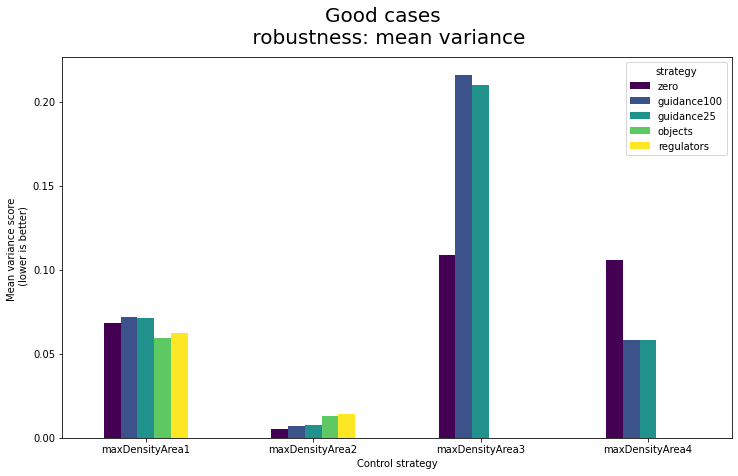 Good cases
robustness: mean variance
strategy
zero
guidance100
guidance25
objects
regulators
Mean variance score
(lower is better)
0.20
0.15
0.10
0.05
0.00
maxDensityArea1
maxDensityArea2
maxDensityArea3
maxDensityArea4
Control strategy